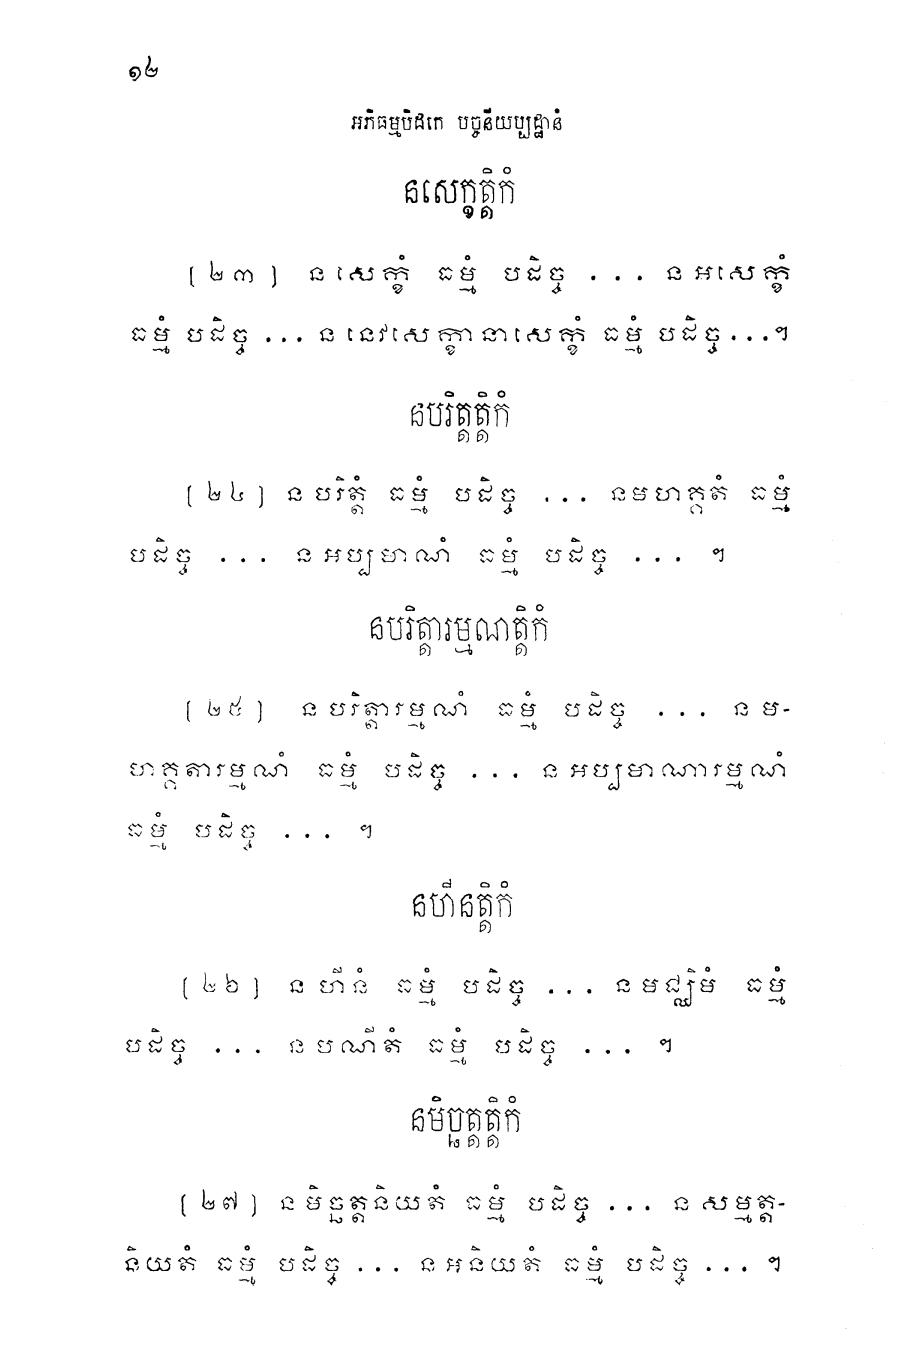 ១២
អភិធម្មបិដកេ បច្ចនីយប្បដ្ឋានំ
នសេក្ខត្តិកំ
[ ២៣ ] ន សេក្ខំ ធម្មំ បដិច្ច ... ន អសេក្ខំ
ធម្មំ បដិច្ច ... ន នេវសេក្ខានាសេក្ខំ ធម្មំ បដិច្ច ... ។
នបរិត្តត្តិកំ
[ ២៤ ] ន បរិត្តំ ធម្មំ បដិច្ច ... នមហគ្គតំ ធម្មំ
បដិច្ច ... ន អប្បមាណំ ធម្មំ បដិច្ច ... ។
នបរិត្តារម្មណត្តិកំ
[ ២៥ ] ន បរិត្តារម្មណំ ធម្មំ បដិច្ច ... ន ម-
ហគ្គតារម្មណំ ធម្មំ បដិច្ច ... ន អប្បមាណារម្មណំ
ធម្មំ បដិច្ច ... ។
នហីនត្តិកំ
[ ២៦ ] ន ហីនំ ធម្មំ បដិច្ច ... ន មជ្ឈិមំ ធម្មំ
បដិច្ច ... ន បណីតំ ធម្មំ បដិច្ច ... ។
នមិច្ឆត្តត្តិកំ
[ ២៧ ] ន មិច្ឆត្តនិយតំ ធម្មំ បដិច្ច ... ន សម្មត្ត-
និយតំ ធម្មំ បដិច្ច ... ន អនិយតំ ធម្មំ បដិច្ច ... ។